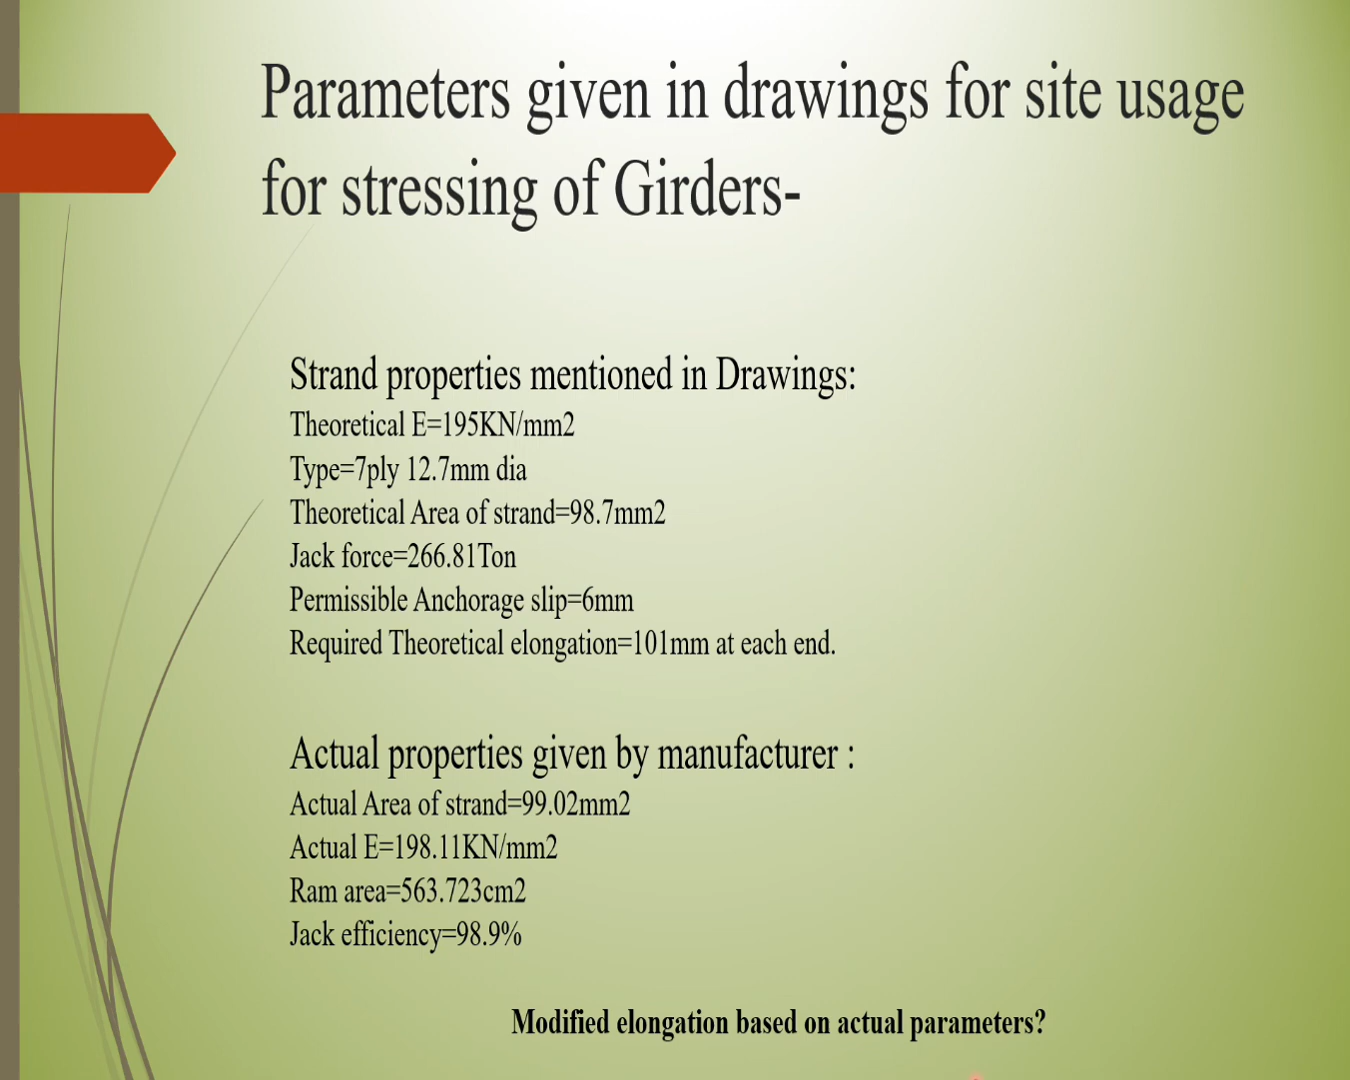 Parameters given in drawings for site usage
for stressing of Girders-
Strand properties mentioned in Drawings:
Theoretical E=195KN/mm2
Type=7ply 12.7mm dia
Theoretical Area of strand=98.7mm2
Jack force=266.81Ton
Permissible Anchorage slip=6mm
Required Theoretical elongation=101mm at each end.
Actual properties given by manufacturer :
Actual Area of strand=99.02mm2
Actual E=198.11KN/mm2
Ram area=563.723cm2
Jack efficiency=98.9%
Modified elongation based on actual parameters?